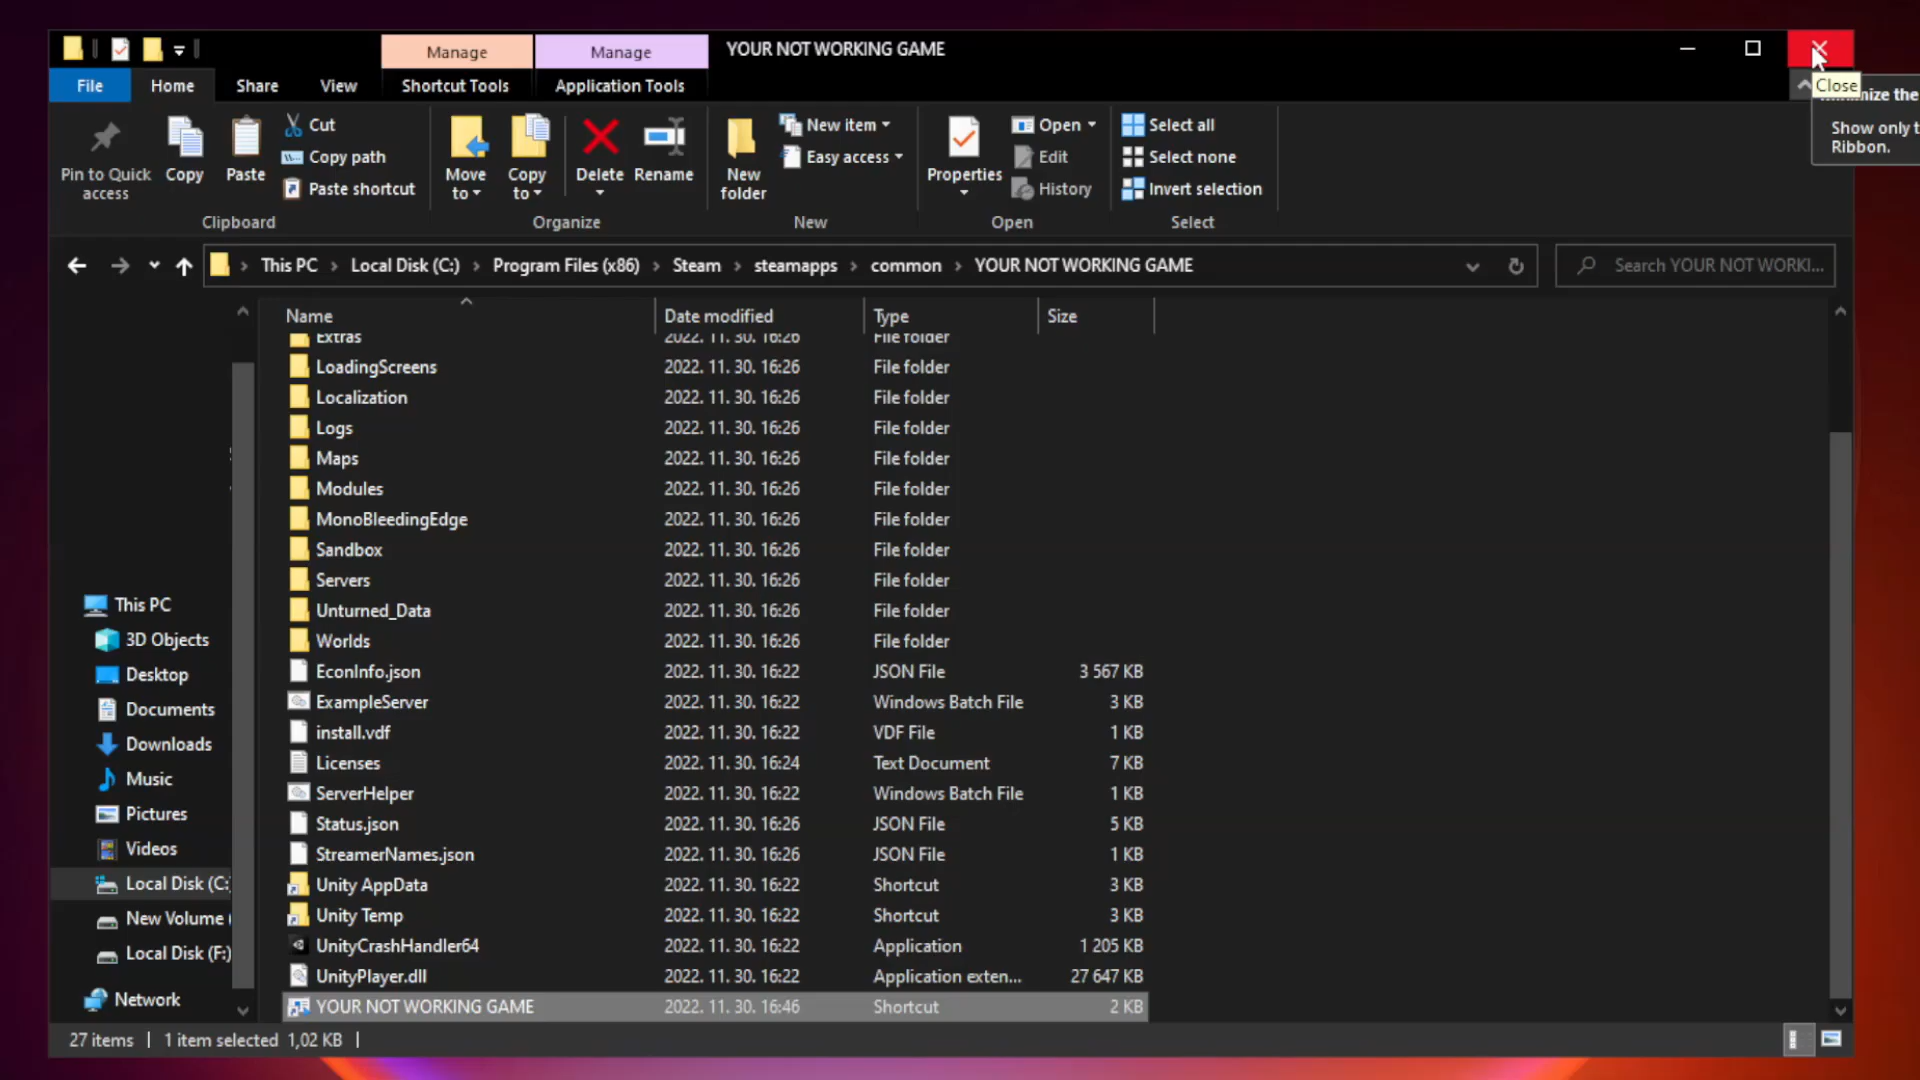 Manage
Manage
YOUR NOT WORKING GAME
Close
File
Home
Share
View
Shortcut Tools
Application Tools
Show only t
Ribbon.
Pin to Quick
access
Copy
Paste
Cut
Copy path
Paste shortcut
Move
to
Copy
to
Delete
Rename
New
folder
New item
Easy access
Properties
Open
Edit
History
Select all
Select none
Invert selection
Clipboard
Organize
New
Open
Select
This PC > Local Disk (C:) > Program Files (x86) > Steam > steamapps > common > YOUR NOT WORKING GAME
Search YOUR NOT WORKI...
Name Date modified Type Size
Extras 2022. 11. 30. 16:26 File folder
LoadingScreens 2022. 11. 30. 16:26 File folder
Localization 2022. 11. 30. 16:26 File folder
Logs 2022. 11. 30. 16:26 File folder
Maps 2022. 11. 30. 16:26 File folder
Modules 2022. 11. 30. 16:26 File folder
MonoBleedingEdge 2022. 11. 30. 16:26 File folder
Sandbox 2022. 11. 30. 16:26 File folder
Servers 2022. 11. 30. 16:26 File folder
Unturned_Data 2022. 11. 30. 16:26 File folder
Worlds 2022. 11. 30. 16:26 File folder
EconInfo.json 2022. 11. 30. 16:22 JSON File 3 567 KB
ExampleServer 2022. 11. 30. 16:22 Windows Batch File 3 KB
install.vdf 2022. 11. 30. 16:22 VDF File 1 KB
Licenses 2022. 11. 30. 16:24 Text Document 7 KB
ServerHelper 2022. 11. 30. 16:22 Windows Batch File 1 KB
Status.json 2022. 11. 30. 16:26 JSON File 5 KB
StreamerNames.json 2022. 11. 30. 16:26 JSON File 1 KB
Unity AppData 2022. 11. 30. 16:22 Shortcut 3 KB
Unity Temp 2022. 11. 30. 16:22 Shortcut 3 KB
UnityCrashHandler64 2022. 11. 30. 16:22 Application 1 205 KB
UnityPlayer.dll 2022. 11. 30. 16:22 Application exten... 27 647 KB
YOUR NOT WORKING GAME 2022. 11. 30. 16:46 Shortcut 2 KB
This PC
3D Objects
Desktop
Documents
Downloads
Music
Pictures
Videos
Local Disk (C:
New Volume (
Local Disk (F:)
Network
27 items | 1 item selected 1,02 KB |